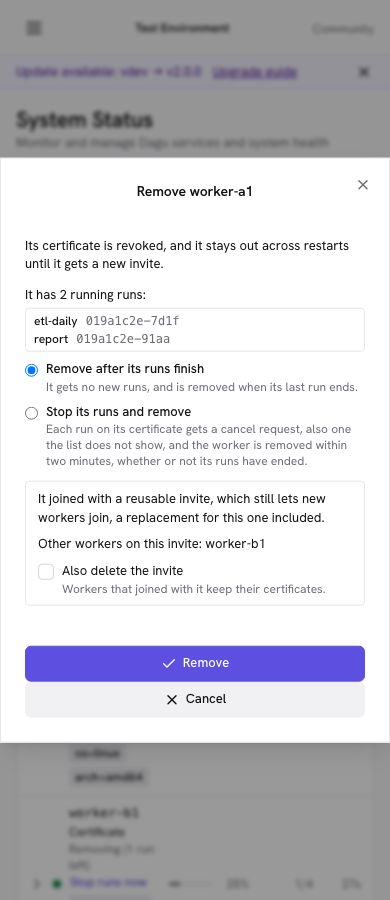 Test Environment
Community
Update available: vdev → v2.0.0 Upgrade guide
System Status
Monitor and manage Dagu services and system health
Remove worker-a1
Its certificate is revoked, and it stays out across restarts
until it gets a new invite.
It has 2 running runs:
etl-daily 019a1c2e-7d1f
report 019a1c2e-91aa
Remove after its runs finish
It gets no new runs, and is removed when its last run ends.
Stop its runs and remove
Each run on its certificate gets a cancel request, also one
the list does not show, and the worker is removed within
two minutes, whether or not its runs have ended.
It joined with a reusable invite, which still lets new
workers join, a replacement for this one included.
Other workers on this invite: worker-b1
Also delete the invite
Workers that joined with it keep their certificates.
Remove
Cancel
os=linux
arch=amd64
worker-b1
Certificate
Removing (1 run
left)
Stop runs now 25% 1/4 37s